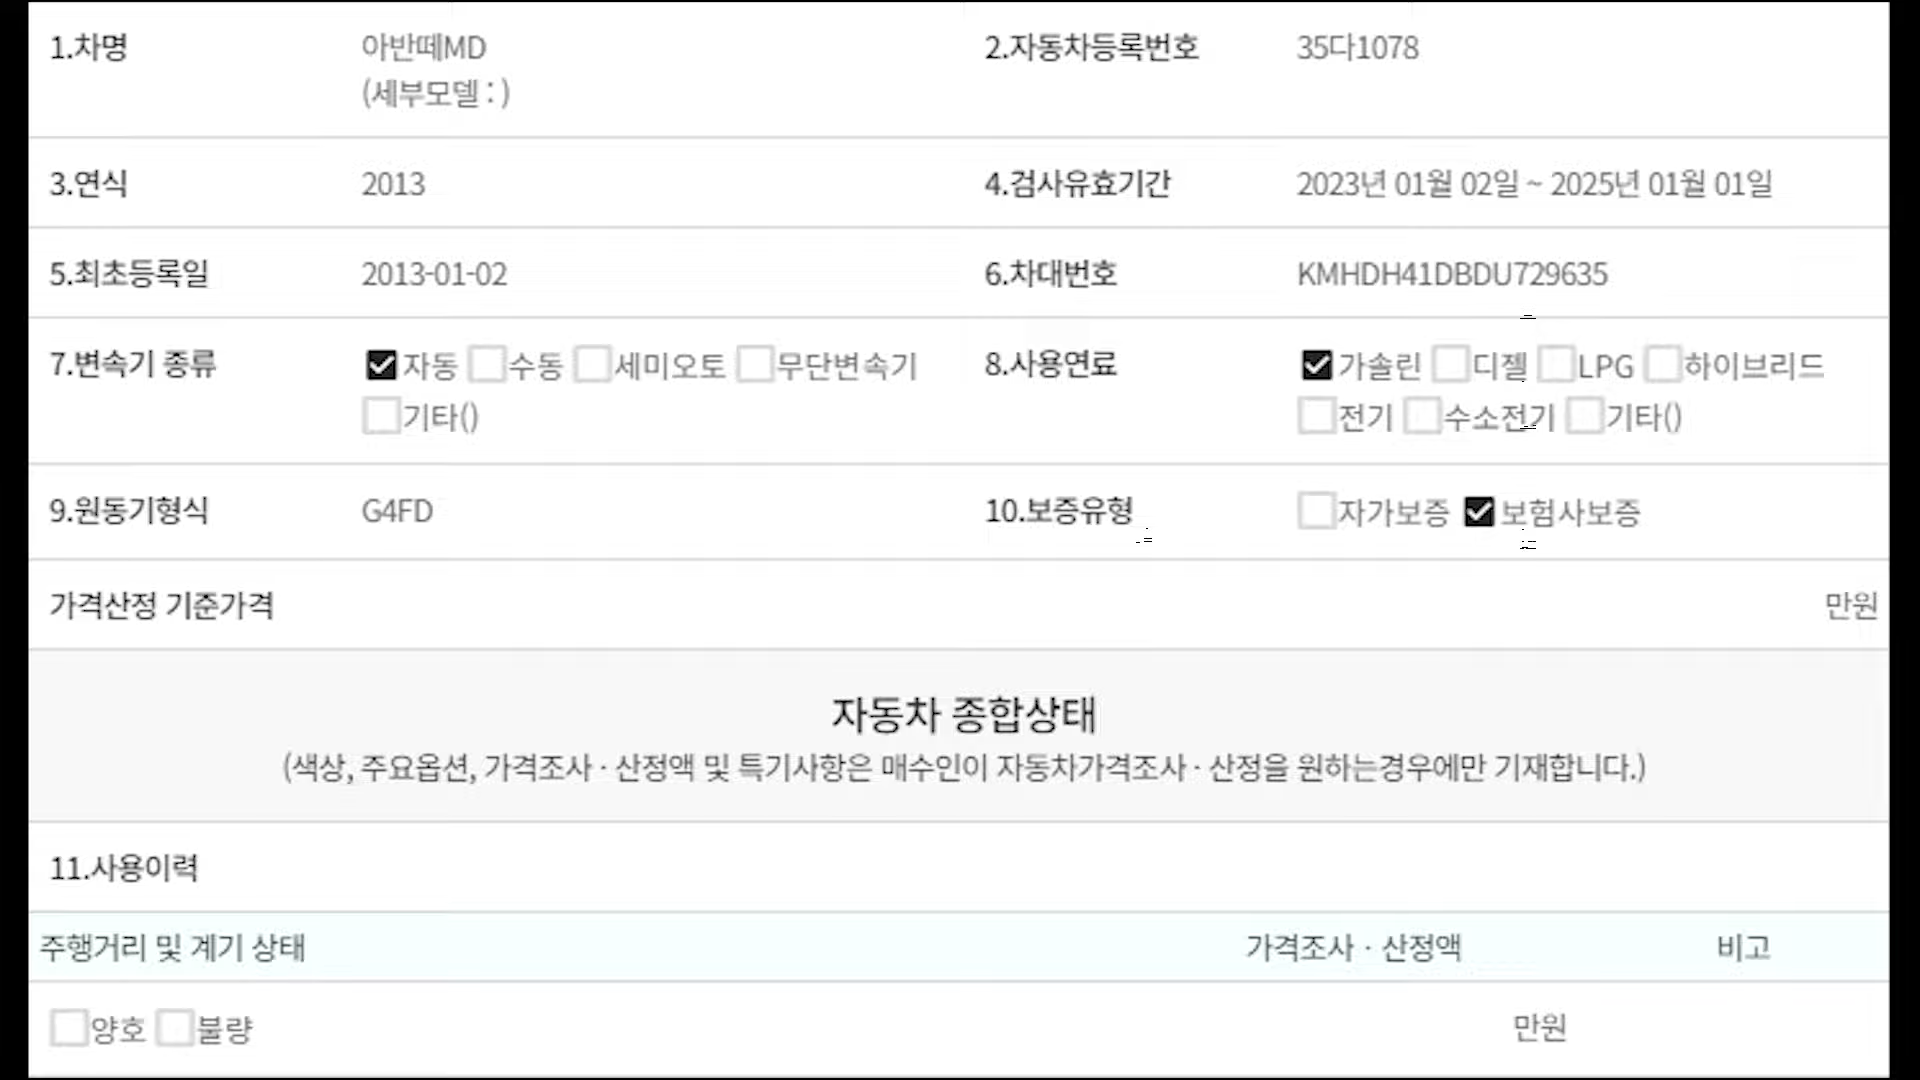 1.차명 아반떼MD 2.자동차등록번호 35다1078
(세부모델 : )
3.연식 2013 4.검사유효기간 2023년 01월 02일 ~ 2025년 01월 01일
5.최초등록일 2013-01-02 6.차대번호 KMHDH41DBDU729635
7.변속기 종류 자동 수동 세미오토 무단변속기 8.사용연료 가솔린 디젤 LPG 하이브리드
기타() 전기 수소전기 기타()
9.원동기형식 G4FD 10.보증유형 자가보증 보험사보증
가격산정 기준가격 만원
자동차 종합상태
(색상, 주요옵션, 가격조사 · 산정액 및 특기사항은 매수인이 자동차가격조사 · 산정을 원하는경우에만 기재합니다.)
11.사용이력
주행거리 및 계기 상태 가격조사 · 산정액 비고
양호 불량 만원